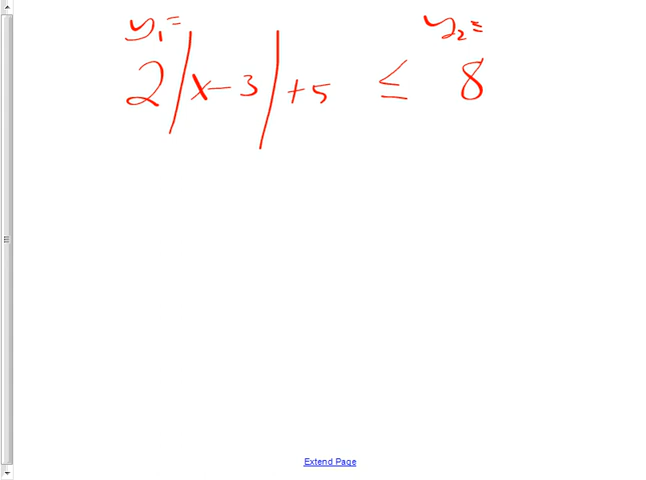 y₁= y₂=
2|x-3|+5 ≤ 8
Extend Page